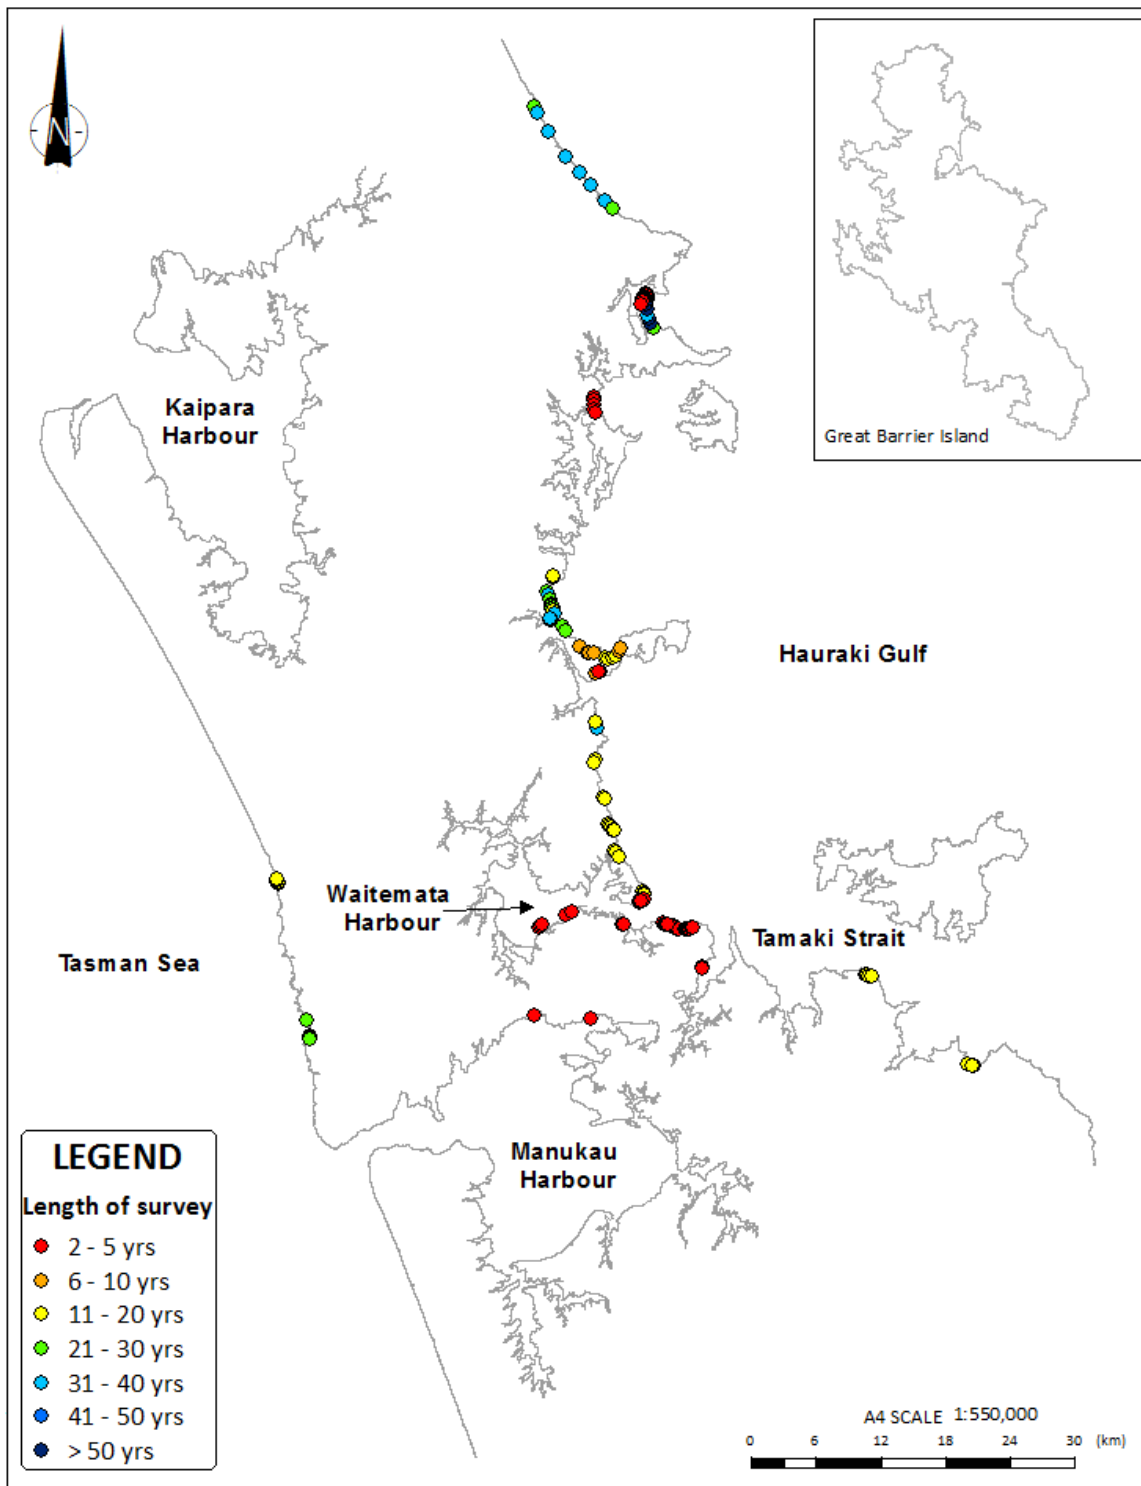 N
Great Barrier Island
Kaipara
Harbour
Hauraki Gulf
Waitemata
Harbour
Tamaki Strait
Tasman Sea
Manukau
Harbour
LEGEND
Length of survey
2 - 5 yrs
6 - 10 yrs
11 - 20 yrs
21 - 30 yrs
31 - 40 yrs
41 - 50 yrs
> 50 yrs
A4 SCALE 1:550,000
0 6 12 18 24 30 (km)